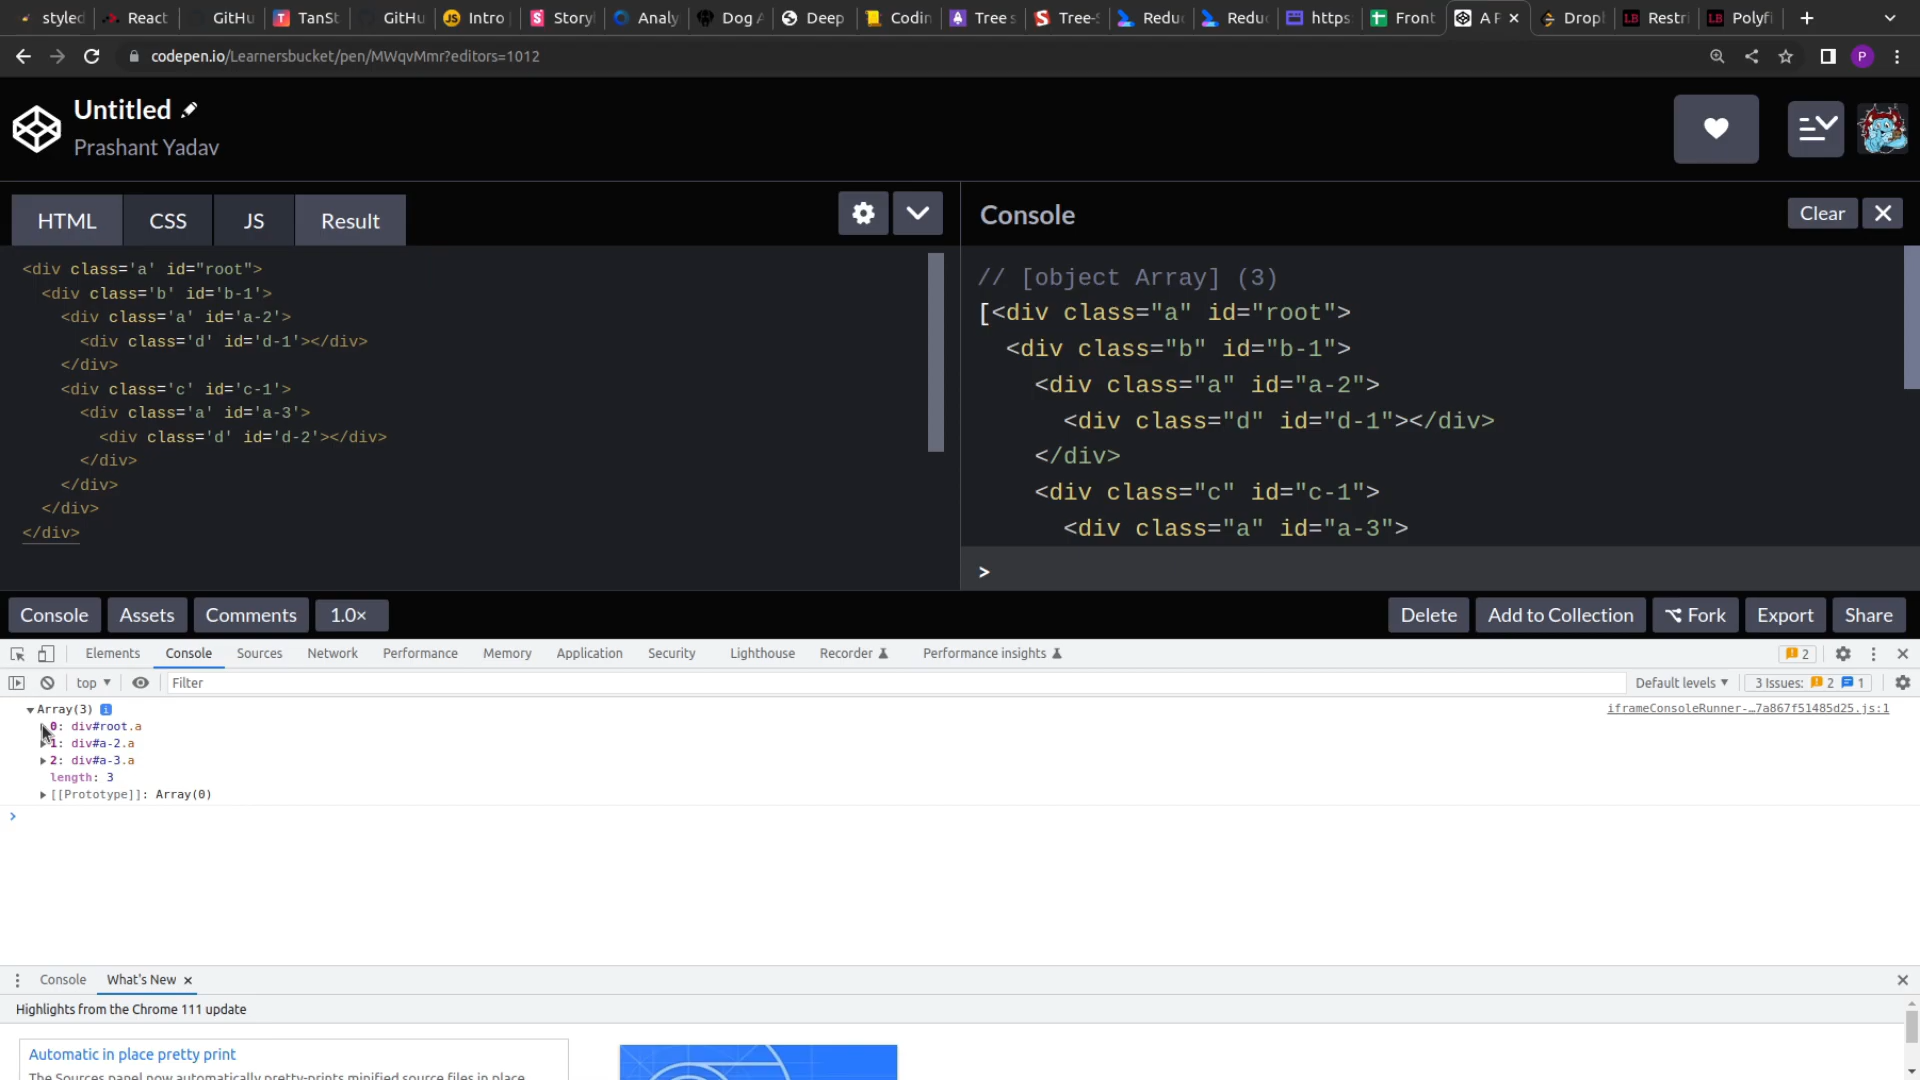 styled React GitHu TanSt GitHu Intro Story Analy Dog A Deep Codin Tree s Tree-S Redu Redu https Front A P Dropl Restri Polyfi
codepen.io/Learnersbucket/pen/MWqvMmr?editors=1012
P
Untitled
Prashant Yadav
HTML CSS JS Result
Console
Clear
<div class='a' id="root">
<div class='b' id='b-1'>
<div class='a' id='a-2'>
<div class='d' id='d-1'></div>
</div>
<div class='c' id='c-1'>
<div class='a' id='a-3'>
<div class='d' id='d-2'></div>
</div>
</div>
</div>
</div>
// [object Array] (3)
[<div class="a" id="root">
<div class="b" id="b-1">
<div class="a" id="a-2">
<div class="d" id="d-1"></div>
</div>
<div class="c" id="c-1">
<div class="a" id="a-3">
>
Console Assets Comments 1.0× Delete Add to Collection Fork Export Share
Elements Console Sources Network Performance Memory Application Security Lighthouse Recorder Performance insights 2
top Filter Default levels 3 Issues: 2 1
Array(3) iframeConsoleRunner-…7a867f51485d25.js:1
0: div#root.a
1: div#a-2.a
2: div#a-3.a
length: 3
[[Prototype]]: Array(0)
Console What's New
Highlights from the Chrome 111 update
Automatic in place pretty print
The Sources panel now automatically pretty-prints minified source files in place